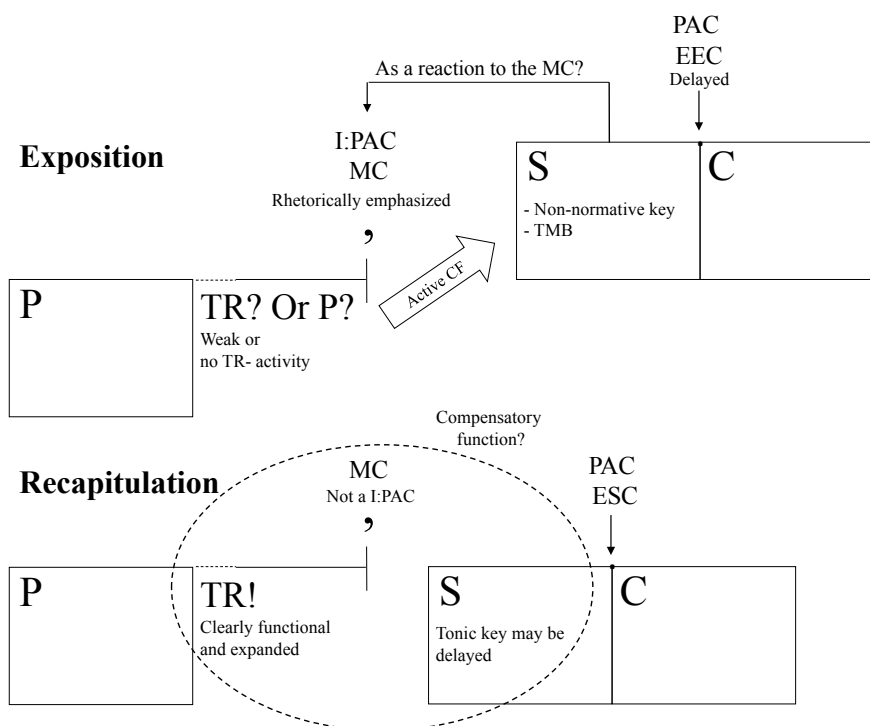 PAC
EEC
Delayed
As a reaction to the MC?
Exposition
I:PAC
MC
Rhetorically emphasized
,
S
- Non-normative key
- TMB
C
Active CF
P
TR? Or P?
Weak or
no TR- activity
Compensatory
function?
Recapitulation
MC
Not a I:PAC
,
PAC
ESC
P
TR!
Clearly functional
and expanded
S
Tonic key may be
delayed
C